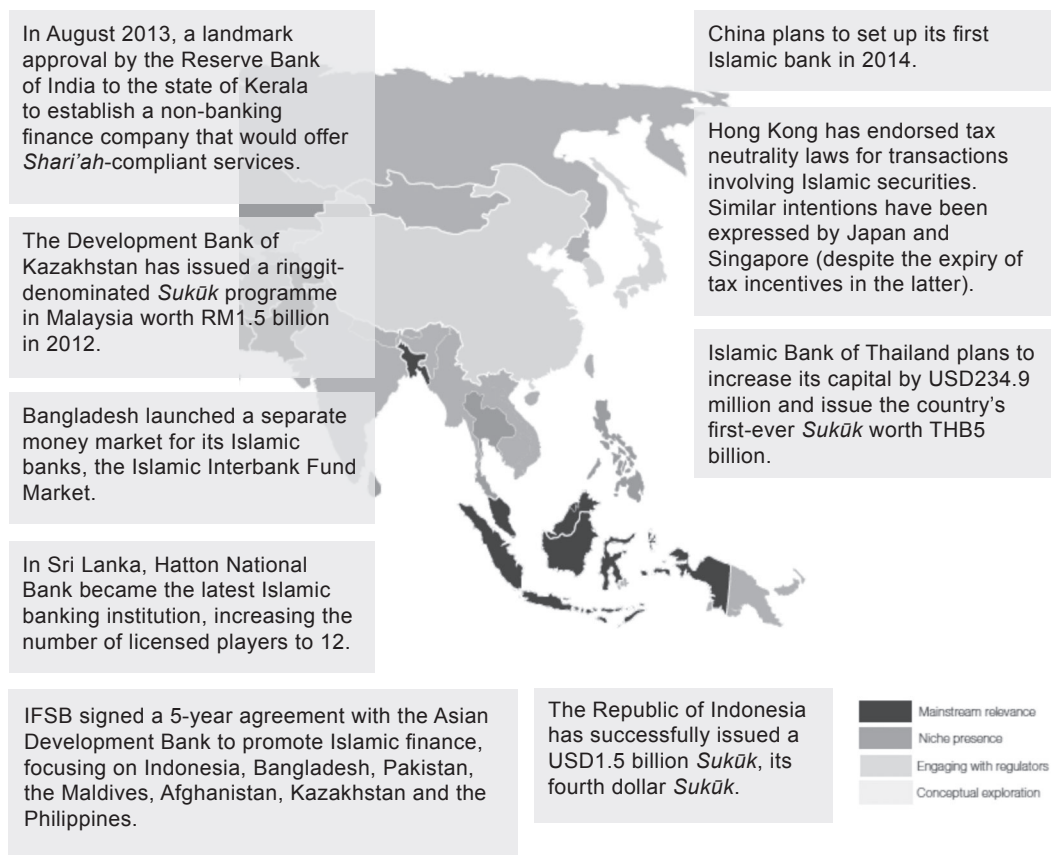 In August 2013, a landmark
approval by the Reserve Bank
of India to the state of Kerala
to establish a non-banking
finance company that would offer
Shari'ah-compliant services.
The Development Bank of
Kazakhstan has issued a ringgit-
denominated Sukūk programme
in Malaysia worth RM1.5 billion
in 2012.
Bangladesh launched a separate
money market for its Islamic
banks, the Islamic Interbank Fund
Market.
In Sri Lanka, Hatton National
Bank became the latest Islamic
banking institution, increasing the
number of licensed players to 12.
IFSB signed a 5-year agreement with the Asian
Development Bank to promote Islamic finance,
focusing on Indonesia, Bangladesh, Pakistan,
the Maldives, Afghanistan, Kazakhstan and the
Philippines.
China plans to set up its first
Islamic bank in 2014.
Hong Kong has endorsed tax
neutrality laws for transactions
involving Islamic securities.
Similar intentions have been
expressed by Japan and
Singapore (despite the expiry of
tax incentives in the latter).
Islamic Bank of Thailand plans to
increase its capital by USD234.9
million and issue the country's
first-ever Sukūk worth THB5
billion.
The Republic of Indonesia
has successfully issued a
USD1.5 billion Sukūk, its
fourth dollar Sukūk.
Mainstream relevance
Niche presence
Engaging with regulators
Conceptual exploration